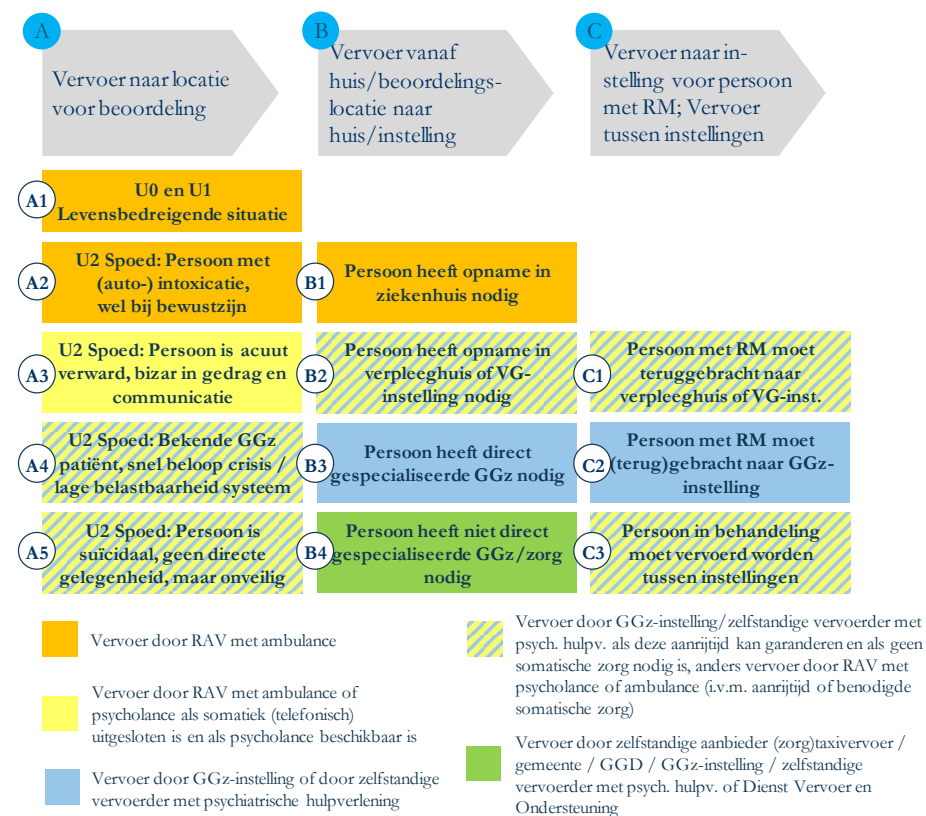 A
Vervoer naar locatie
voor beoordeling
B
Vervoer vanaf
huis/beoordelings-
locatie naar
huis/instelling
C
Vervoer naar in-
stelling voor persoon
met RM; Vervoer
tussen instellingen
A1
U0 en U1
Levensbedreigende situatie
A2
U2 Spoed: Persoon met
(auto-) intoxicatie,
wel bij bewustzijn
B1
Persoon heeft opname in
ziekenhuis nodig
A3
U2 Spoed: Persoon is acuut
verward, bizar in gedrag en
communicatie
B2
Persoon heeft opname in
verpleeghuis of VG-
instelling nodig
C1
Persoon met RM moet
teruggebracht naar
verpleeghuis of VG-inst.
A4
U2 Spoed: Bekende GGz
patiënt, snel beloop crisis /
lage belastbaarheid systeem
B3
Persoon heeft direct
gespecialiseerde GGz nodig
C2
Persoon met RM moet
(terug)gebracht naar GGz-
instelling
A5
U2 Spoed: Persoon is
suïcidaal, geen directe
gelegenheid, maar onveilig
B4
Persoon heeft niet direct
gespecialiseerde GGz/zorg
nodig
C3
Persoon in behandeling
moet vervoerd worden
tussen instellingen
Vervoer door RAV met ambulance
Vervoer door RAV met ambulance of
psycholance als somatiek (telefonisch)
uitgesloten is en als psycholance beschikbaar is
Vervoer door GGz-instelling of door zelfstandige
vervoerder met psychiatrische hulpverlening
Vervoer door GGz-instelling/zelfstandige vervoerder met
psych. hulpv. als deze aanrijtijd kan garanderen en als geen
somatische zorg nodig is, anders vervoer door RAV met
psycholance of ambulance (i.v.m. aanrijtijd of benodigde
somatische zorg)
Vervoer door zelfstandige aanbieder (zorg)taxivervoer /
gemeente / GGD / GGz-instelling / zelfstandige
vervoerder met psych. hulpv. of Dienst Vervoer en
Ondersteuning